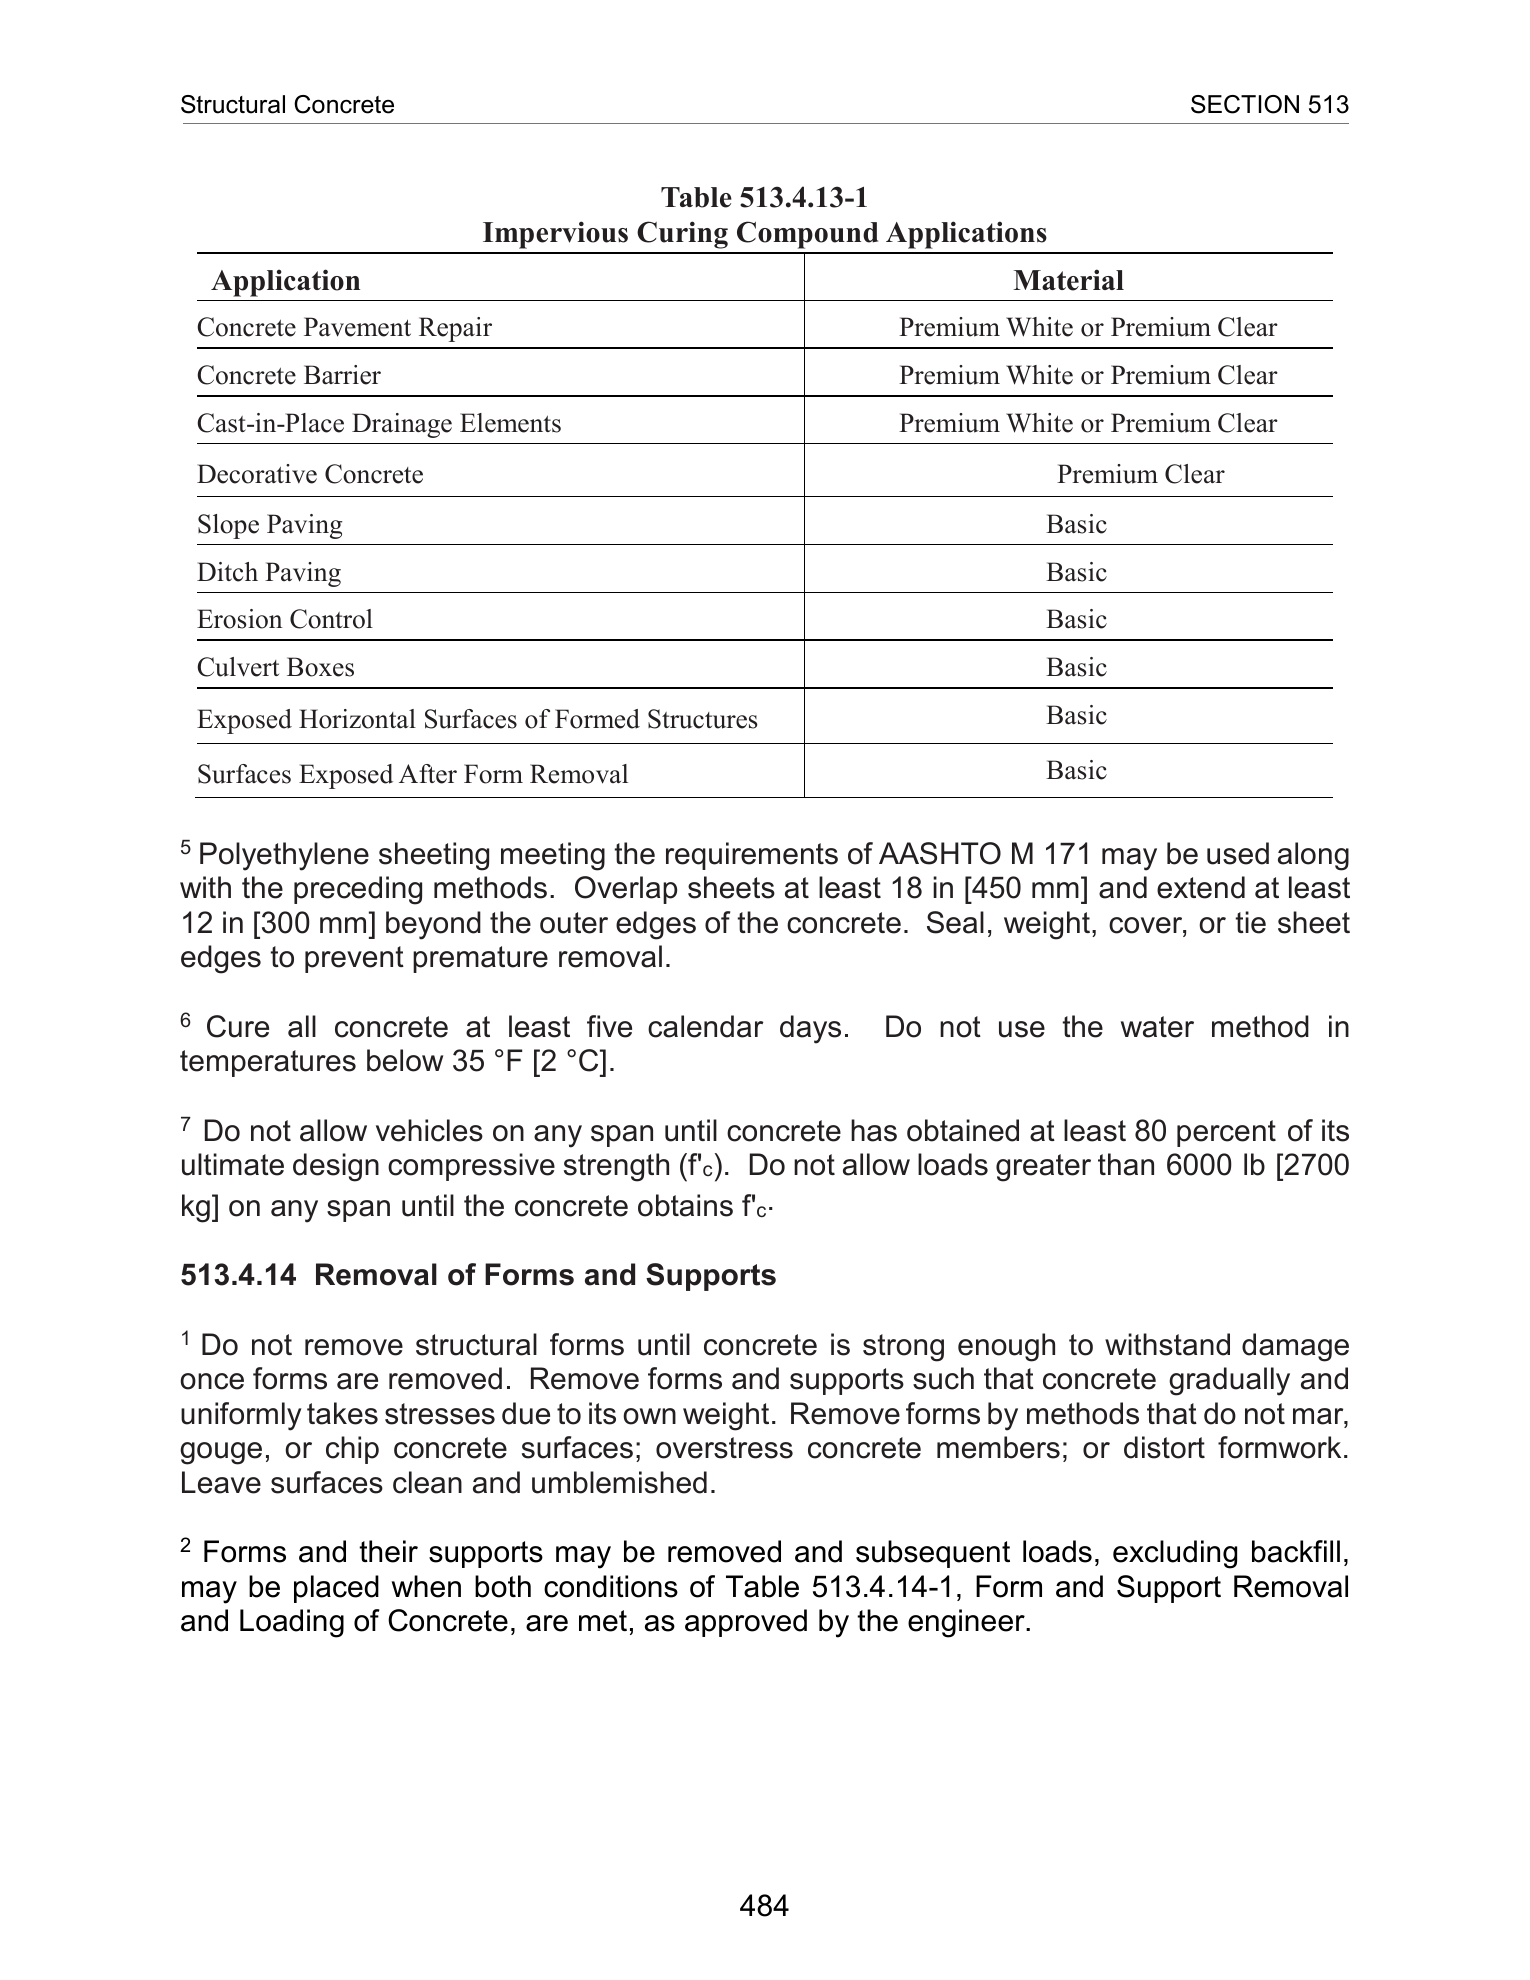 Structural Concrete SECTION 513
Table 513.4.13-1
Impervious Curing Compound Applications
Application Material
Concrete Pavement Repair Premium White or Premium Clear
Concrete Barrier Premium White or Premium Clear
Cast-in-Place Drainage Elements Premium White or Premium Clear
Decorative Concrete Premium Clear
Slope Paving Basic
Ditch Paving Basic
Erosion Control Basic
Culvert Boxes Basic
Exposed Horizontal Surfaces of Formed Structures Basic
Surfaces Exposed After Form Removal Basic
5 Polyethylene sheeting meeting the requirements of AASHTO M 171 may be used along
with the preceding methods. Overlap sheets at least 18 in [450 mm] and extend at least
12 in [300 mm] beyond the outer edges of the concrete. Seal, weight, cover, or tie sheet
edges to prevent premature removal.
6 Cure all concrete at least five calendar days. Do not use the water method in
temperatures below 35 °F [2 °C].
7 Do not allow vehicles on any span until concrete has obtained at least 80 percent of its
ultimate design compressive strength (f'c). Do not allow loads greater than 6000 lb [2700
kg] on any span until the concrete obtains f'c.
513.4.14 Removal of Forms and Supports
1 Do not remove structural forms until concrete is strong enough to withstand damage
once forms are removed. Remove forms and supports such that concrete gradually and
uniformly takes stresses due to its own weight. Remove forms by methods that do not mar,
gouge, or chip concrete surfaces; overstress concrete members; or distort formwork.
Leave surfaces clean and umblemished.
2 Forms and their supports may be removed and subsequent loads, excluding backfill,
may be placed when both conditions of Table 513.4.14-1, Form and Support Removal
and Loading of Concrete, are met, as approved by the engineer.
484